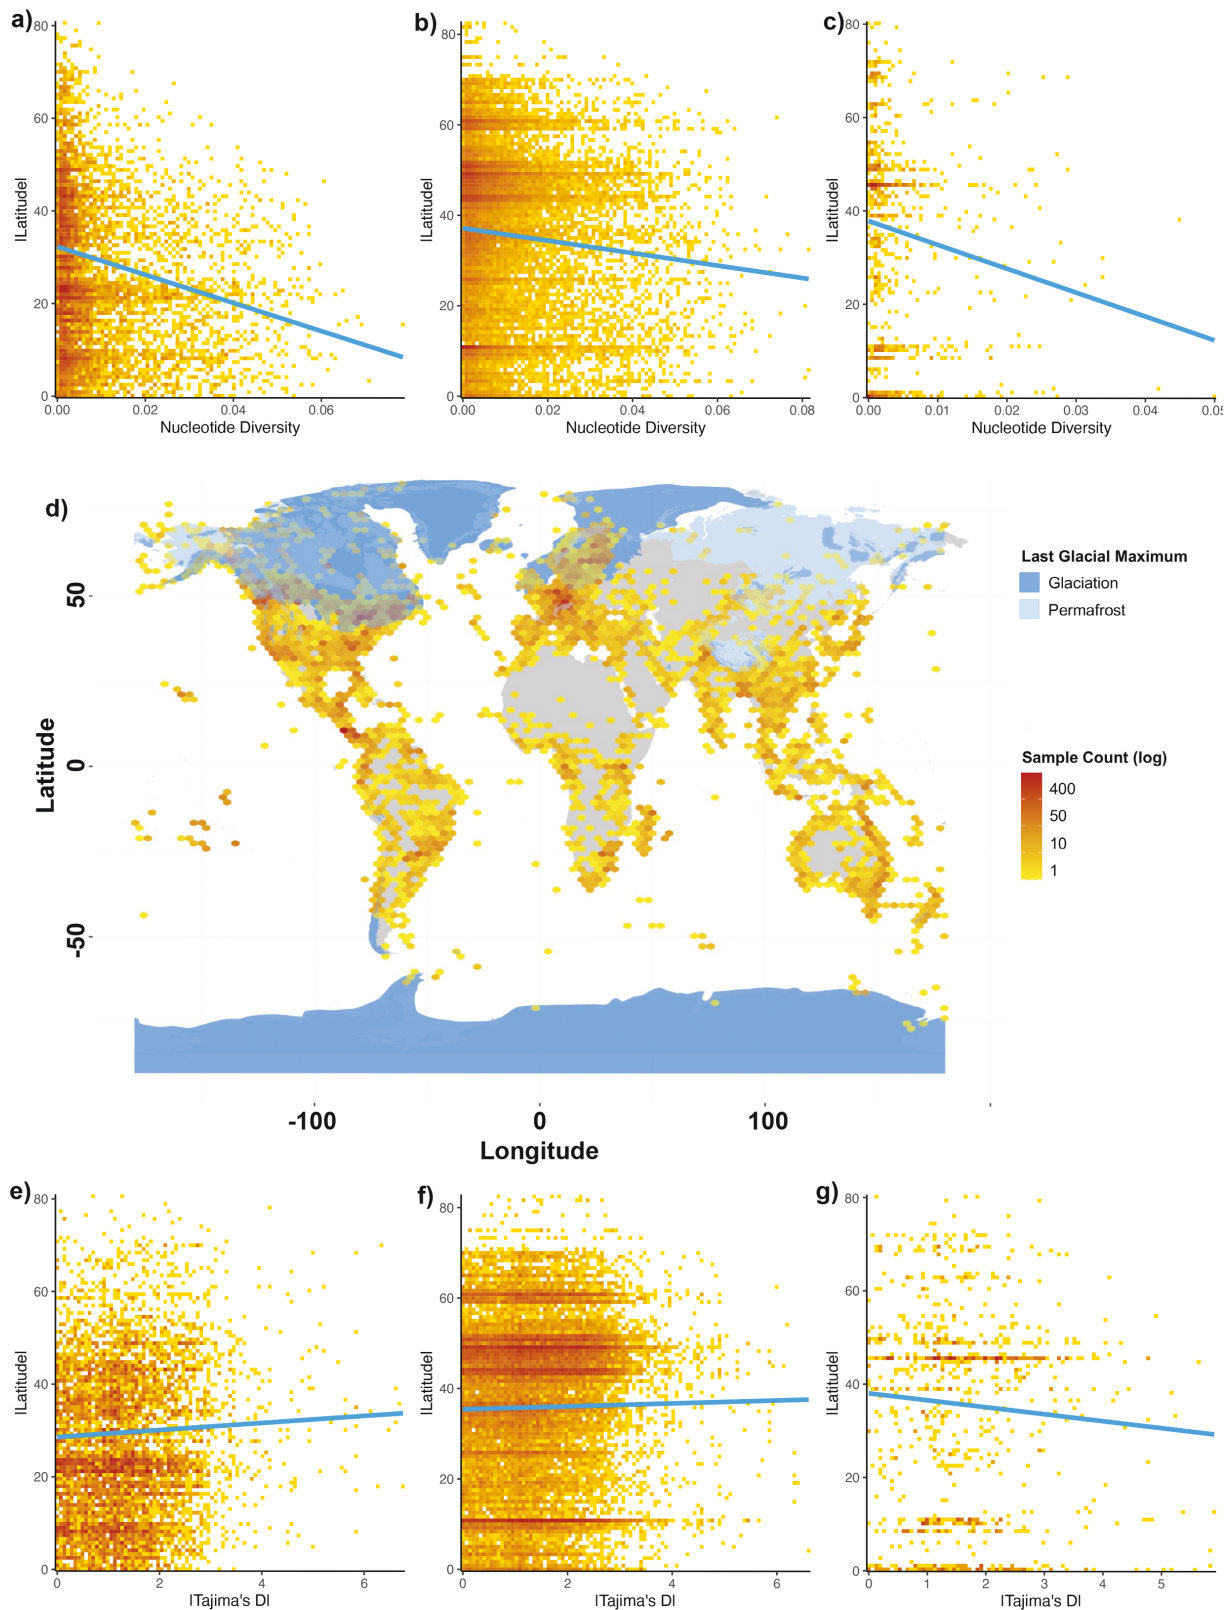 a)
b)
c)
80
60
40
20
0
|Latitude|
0.00
0.02
0.04
0.06
Nucleotide Diversity
80
60
40
20
0
|Latitude|
0.00
0.02
0.04
0.06
0.08
Nucleotide Diversity
80
60
40
20
0
|Latitude|
0.00
0.01
0.02
0.03
0.04
0.05
Nucleotide Diversity
d)
50
0
-50
Latitude
-100
0
100
Longitude
Last Glacial Maximum
Glaciation
Permafrost
Sample Count (log)
400
50
10
1
e)
f)
g)
80
60
40
20
0
|Latitude|
0
2
4
6
|Tajima's D|
80
60
40
20
0
|Latitude|
0
2
4
6
|Tajima's D|
80
60
40
20
0
|Latitude|
0
1
2
3
4
5
|Tajima's D|